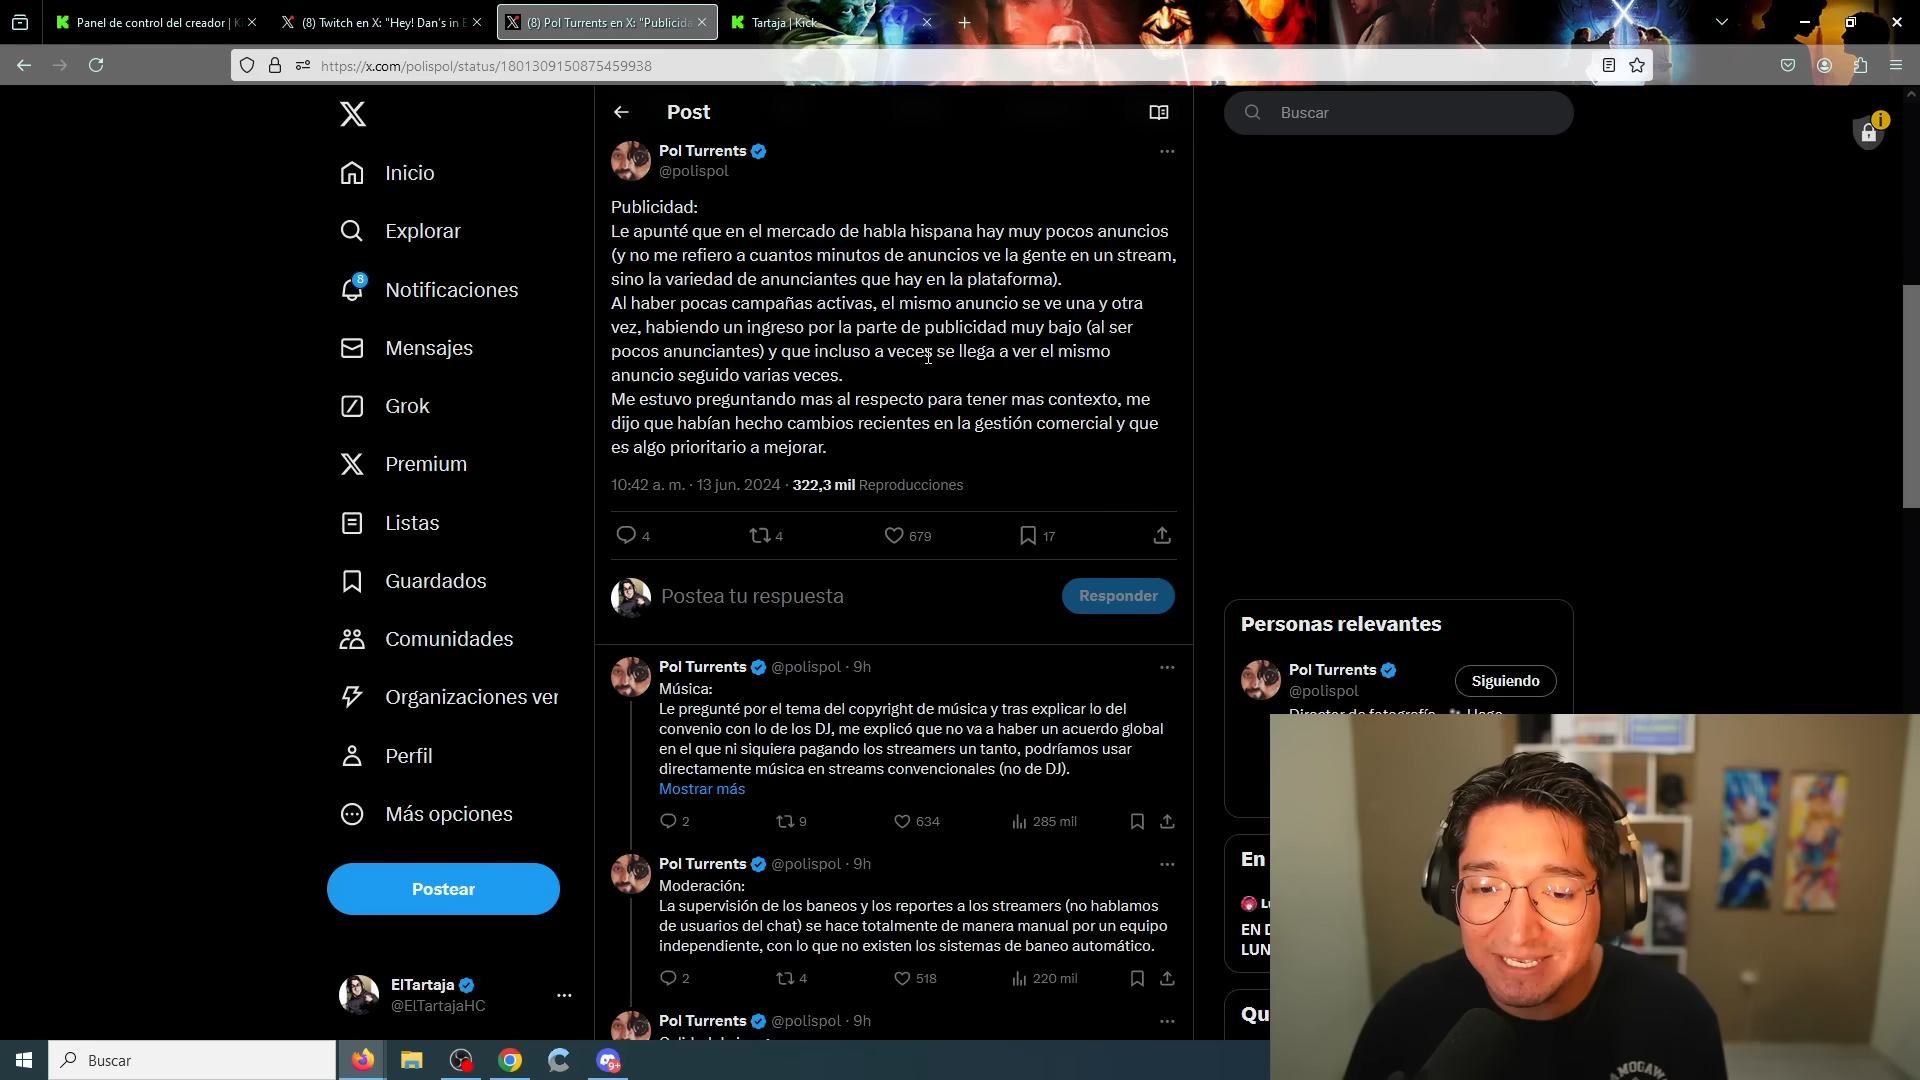 Panel de control del creador | K
(8) Twitch en X: "Hey! Dan's in
(8) Pol Turrents en X: "Publicida
Tartaja | Kick
https://x.com/polispol/status/1801309150875459938
Post
Buscar
Inicio
Explorar
8
Notificaciones
Mensajes
Grok
Premium
Listas
Guardados
Comunidades
Organizaciones ver
Perfil
Más opciones
Postear
ElTartaja
@ElTartajaHC
Pol Turrents
@polispol
Publicidad:
Le apunté que en el mercado de habla hispana hay muy pocos anuncios
(y no me refiero a cuantos minutos de anuncios ve la gente en un stream,
sino la variedad de anunciantes que hay en la plataforma).
Al haber pocas campañas activas, el mismo anuncio se ve una y otra
vez, habiendo un ingreso por la parte de publicidad muy bajo (al ser
pocos anunciantes) y que incluso a veces se llega a ver el mismo
anuncio seguido varias veces.
Me estuvo preguntando mas al respecto para tener mas contexto, me
dijo que habían hecho cambios recientes en la gestión comercial y que
es algo prioritario a mejorar.
10:42 a. m. · 13 jun. 2024 · 322,3 mil Reproducciones
4 4 679 17
Postea tu respuesta
Responder
Pol Turrents @polispol · 9h
Música:
Le pregunté por el tema del copyright de música y tras explicar lo del
convenio con lo de los DJ, me explicó que no va a haber un acuerdo global
en el que ni siquiera pagando los streamers un tanto, podríamos usar
directamente música en streams convencionales (no de DJ).
Mostrar más
2 9 634 285 mil
Pol Turrents @polispol · 9h
Moderación:
La supervisión de los baneos y los reportes a los streamers (no hablamos
de usuarios del chat) se hace totalmente de manera manual por un equipo
independiente, con lo que no existen los sistemas de baneo automático.
2 4 518 220 mil
Pol Turrents @polispol · 9h
Personas relevantes
Pol Turrents
@polispol
Siguiendo
En
EN D
LUN
Qu
Buscar
9+